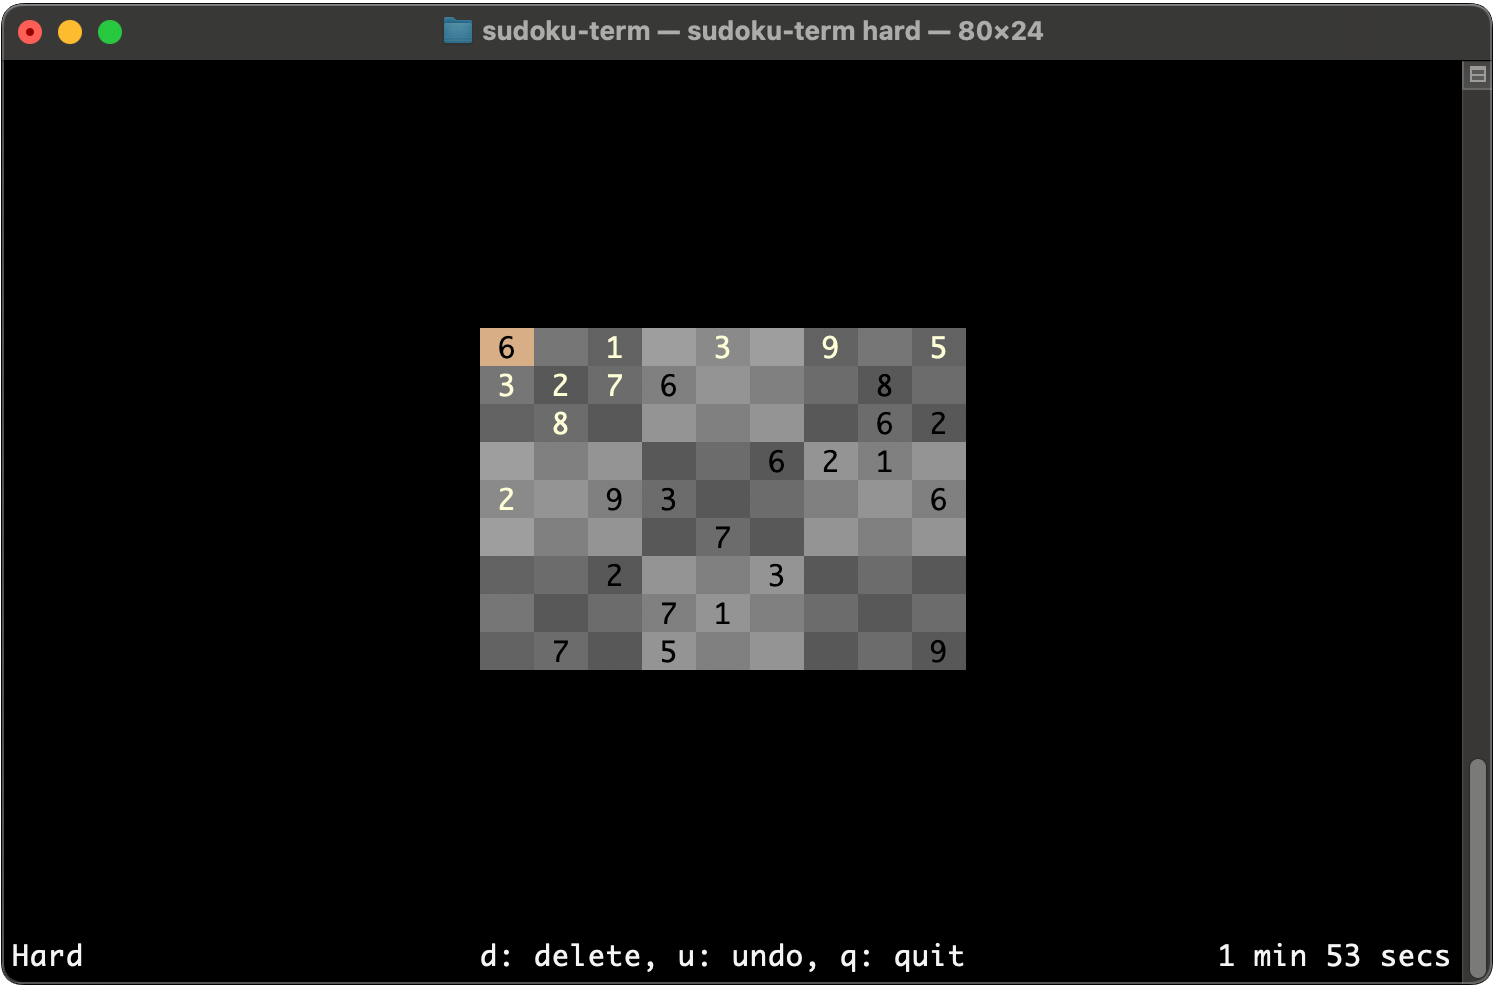 sudoku-term — sudoku-term hard — 80×24
6 1 3 9 5
3 2 7 6 8
8 6 2
6 2 1
2 9 3 6
7
2 3
7 1
7 5 9
Hard d: delete, u: undo, q: quit 1 min 53 secs